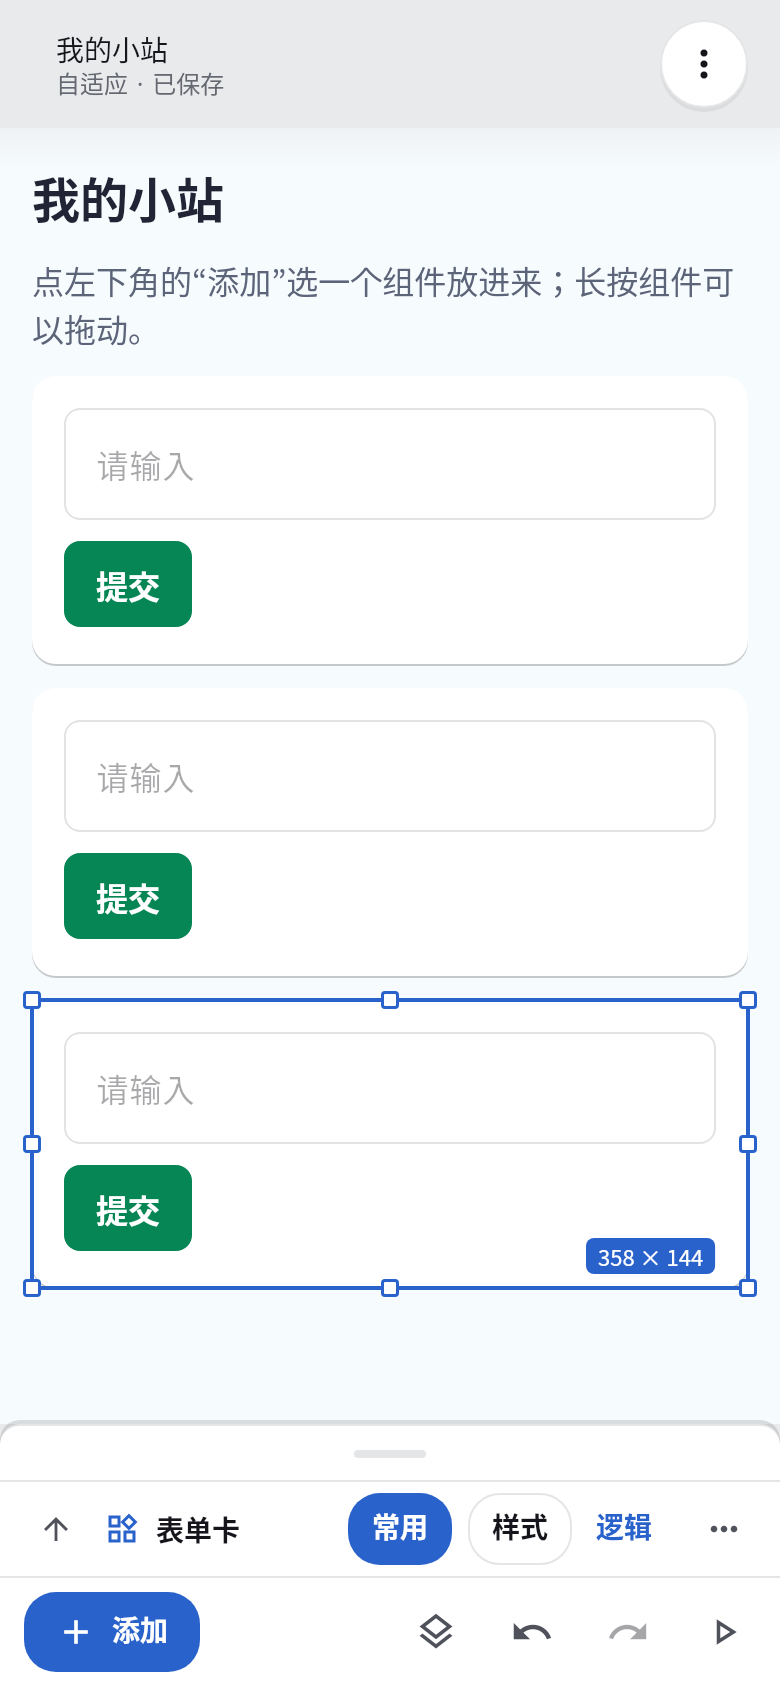 我的小站
自适应 · 已保存
我的小站
点左下角的“添加”选一个组件放进来；长按组件可
以拖动。
请输入
提交
请输入
提交
请输入
提交
358 × 144
表单卡
常用
样式
逻辑
添加